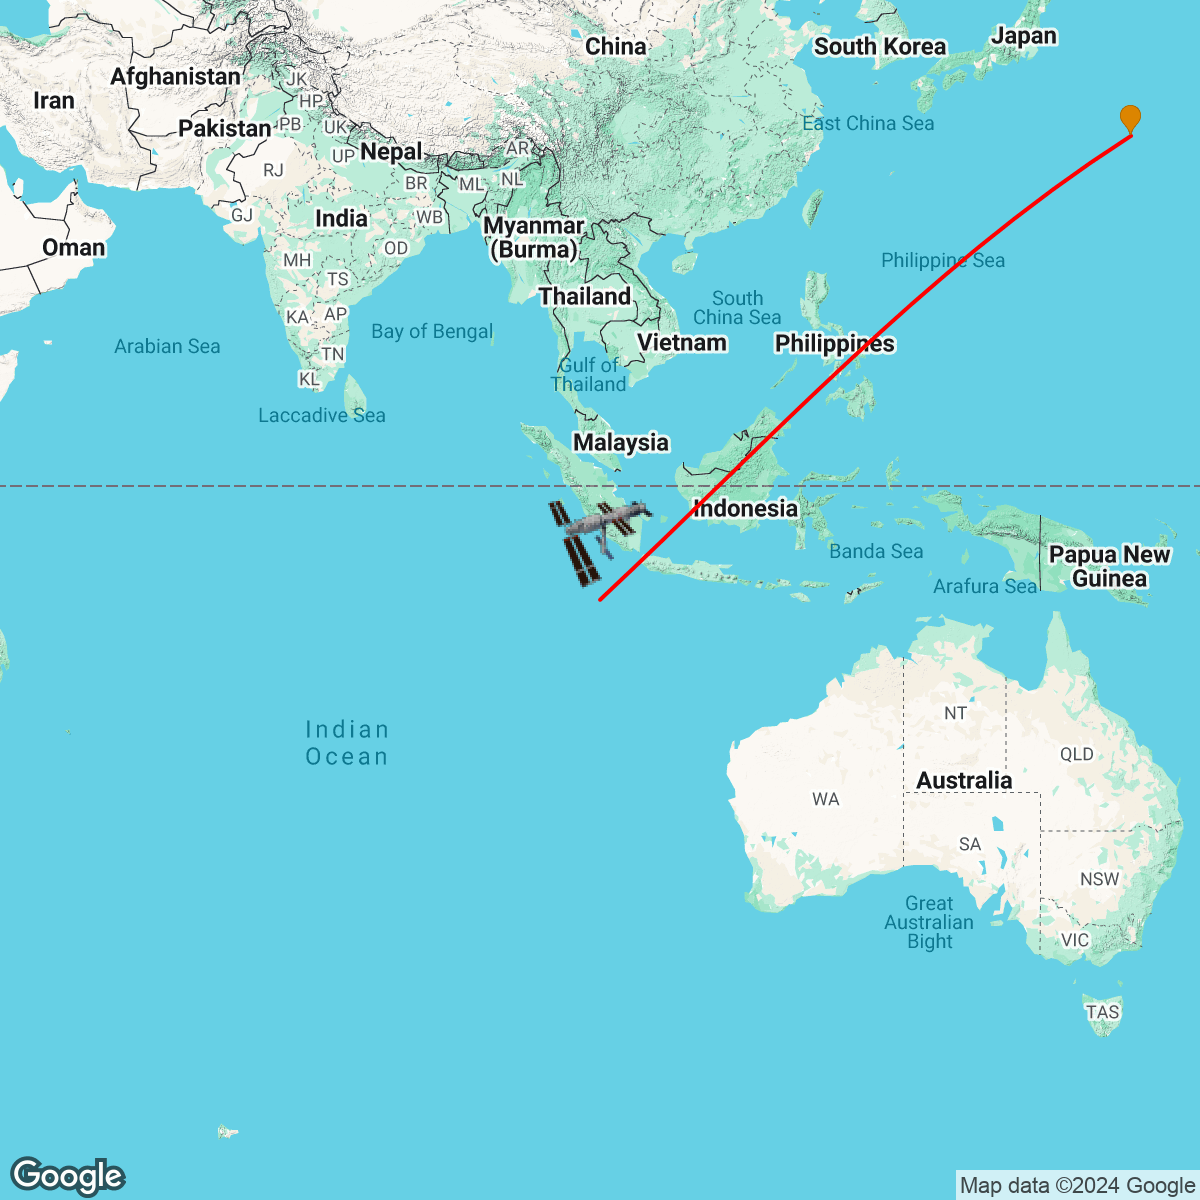 China
South Korea
Japan
Afghanistan
JK
Iran
HP
East China Sea
Pakistan
PB
UK
UP
Nepal
AR
RJ
BR
ML
NL
GJ
India
WB
Myanmar
(Burma)
Oman
OD
MH
Philippine Sea
TS
Thailand
South
China Sea
KA
AP
Bay of Bengal
Arabian Sea
TN
Vietnam
Philippines
KL
Gulf of
Thailand
Laccadive Sea
Malaysia
Indonesia
Banda Sea
Papua New
Guinea
Arafura Sea
Indian
Ocean
NT
QLD
Australia
WA
SA
NSW
Great
Australian
Bight
VIC
TAS
Google
Map data ©2024 Google